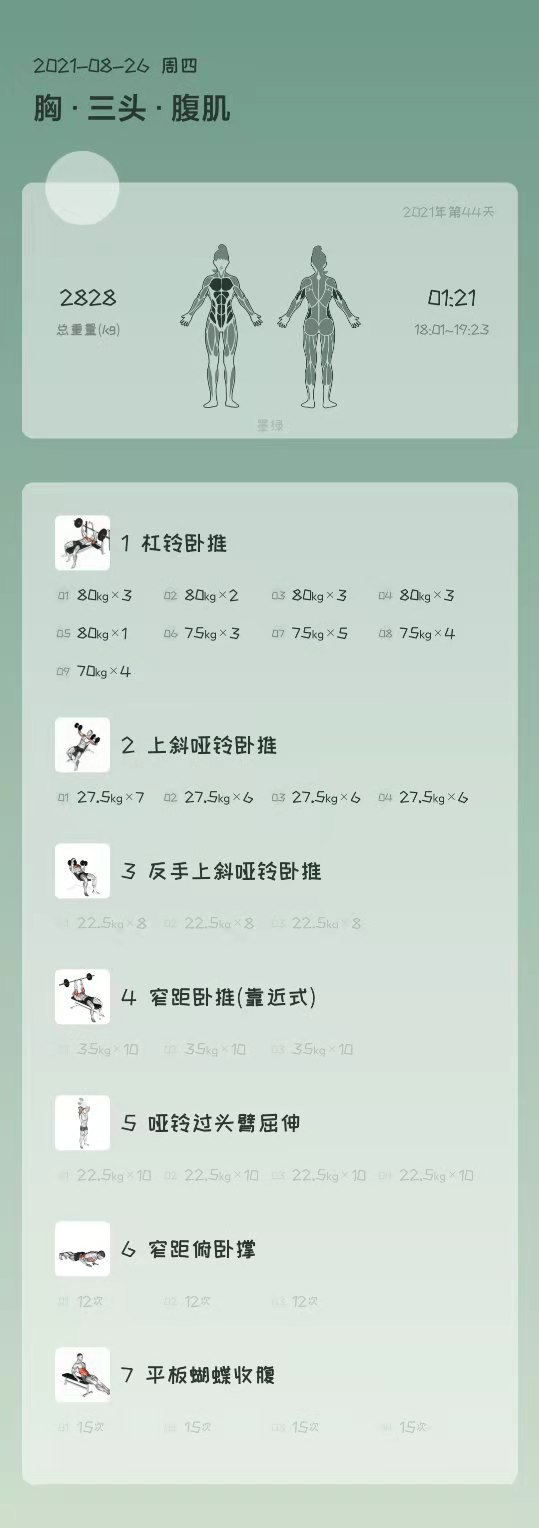 2021-08-26 周四
胸·三头·腹肌
2021年第44天
2828
01:21
总重量(kg)
18:01~19:23
墨绿
1 杠铃卧推
01 80kg×3 02 80kg×2 03 80kg×3 04 80kg×3
05 80kg×1 06 75kg×3 07 75kg×5 08 75kg×4
09 70kg×4
2 上斜哑铃卧推
01 27.5kg×7 02 27.5kg×6 03 27.5kg×6 04 27.5kg×6
3 反手上斜哑铃卧推
01 22.5kg×8 02 22.5kg×8 03 22.5kg×8
4 窄距卧推(靠近式)
01 35kg×10 02 35kg×10 03 35kg×10
5 哑铃过头臂屈伸
01 22.5kg×10 02 22.5kg×10 03 22.5kg×10 04 22.5kg×10
6 窄距俯卧撑
01 12次 02 12次 03 12次
7 平板蝴蝶收腹
01 15次 02 15次 03 15次 04 15次